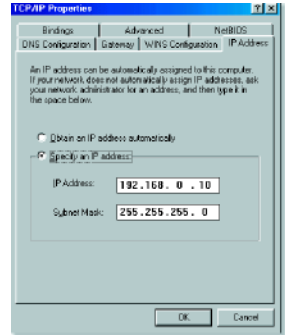 TCP/IP Properties
Bindings Advanced NetBIOS
DNS Configuration Gateway WINS Configuration IP Address
An IP address can be automatically assigned to this computer.
If your network does not automatically assign IP addresses, ask
your network administrator for an address, and then type it in
the space below.
Obtain an IP address automatically
Specify an IP address:
IP Address: 192.168. 0 .10
Subnet Mask: 255.255.255. 0
OK Cancel